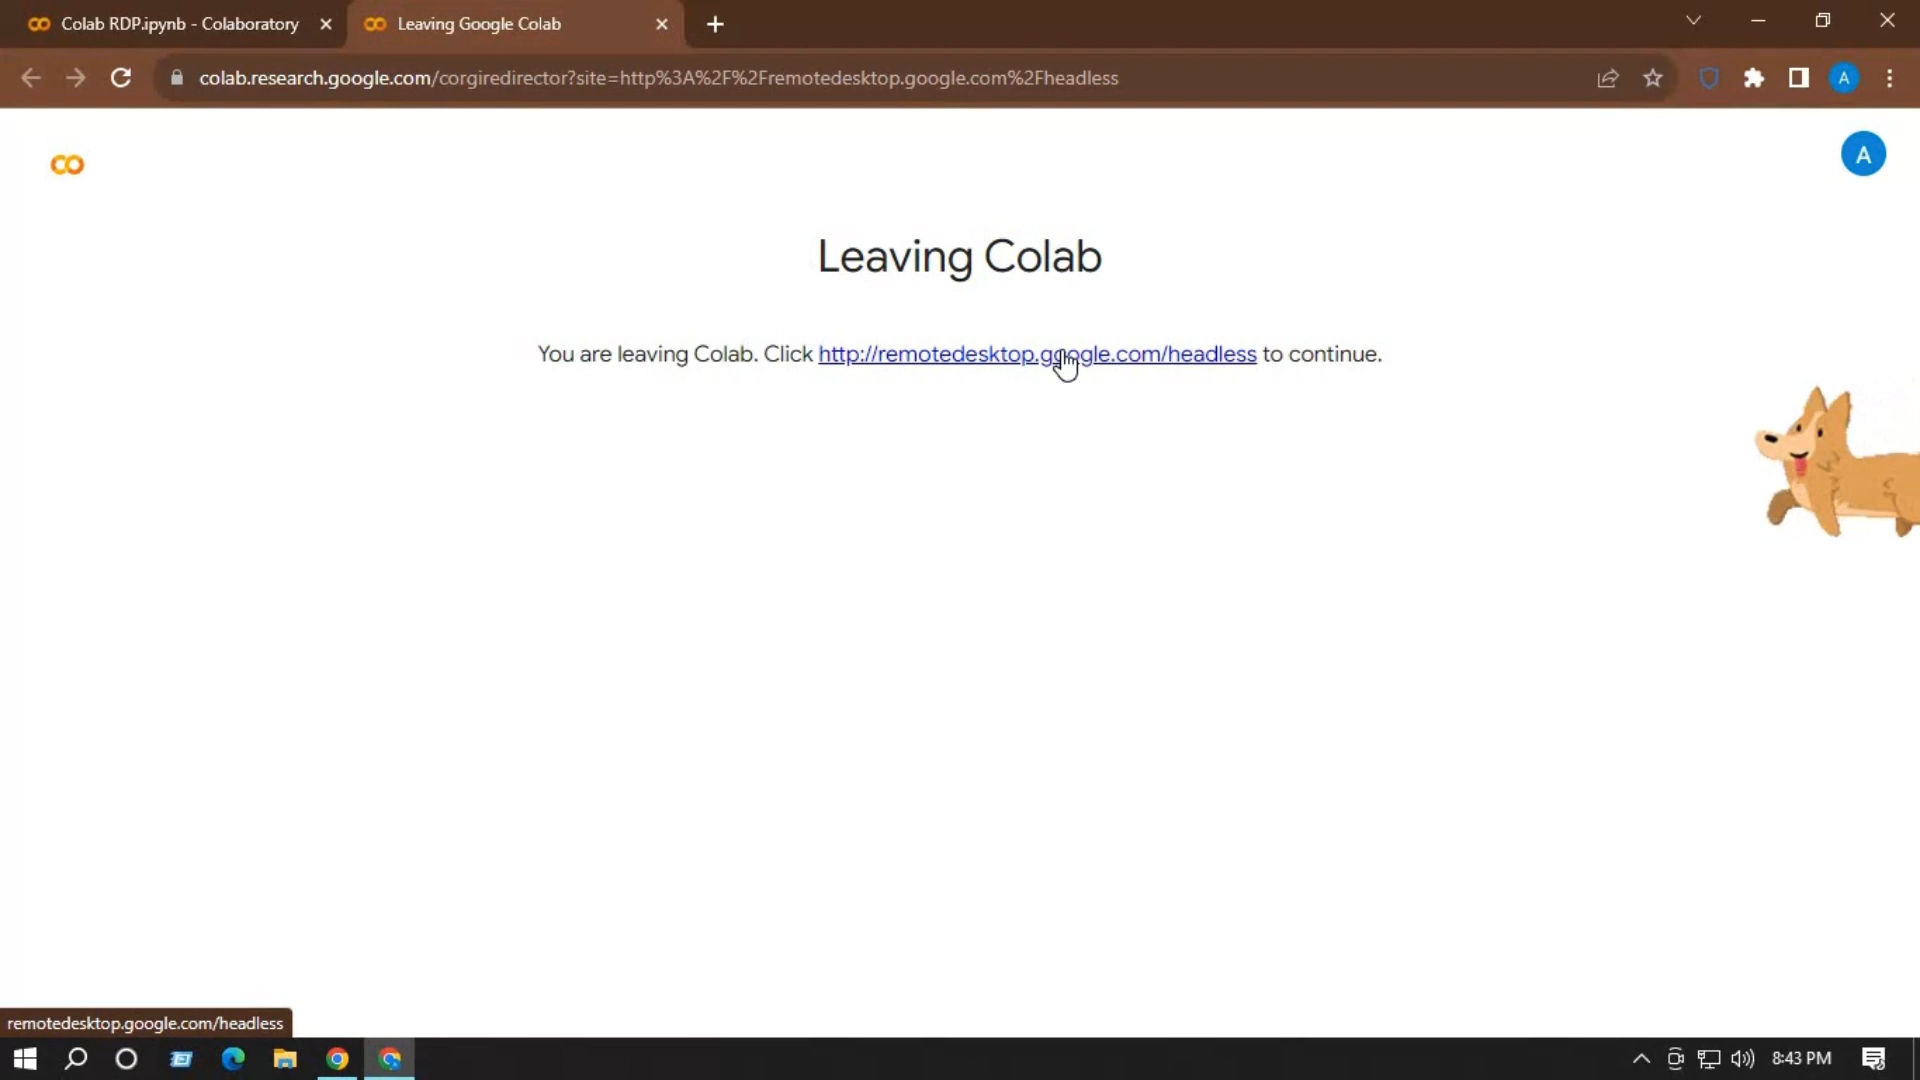 Colab RDP.ipynb - Colaboratory
Leaving Google Colab
colab.research.google.com/corgiredirector?site=http%3A%2F%2Fremotedesktop.google.com%2Fheadless
A
A
Leaving Colab
You are leaving Colab. Click http://remotedesktop.google.com/headless to continue.
remotedesktop.google.com/headless
8:43 PM